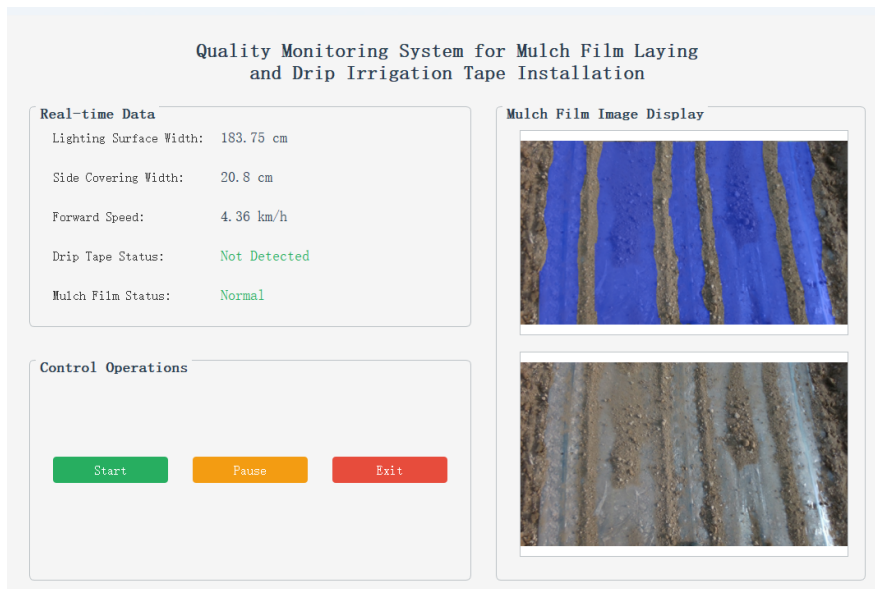 Quality Monitoring System for Mulch Film Laying
and Drip Irrigation Tape Installation
Real-time Data
Lighting Surface Width: 183.75 cm
Side Covering Width: 20.8 cm
Forward Speed: 4.36 km/h
Drip Tape Status: Not Detected
Mulch Film Status: Normal
Control Operations
Start Pause Exit
Mulch Film Image Display